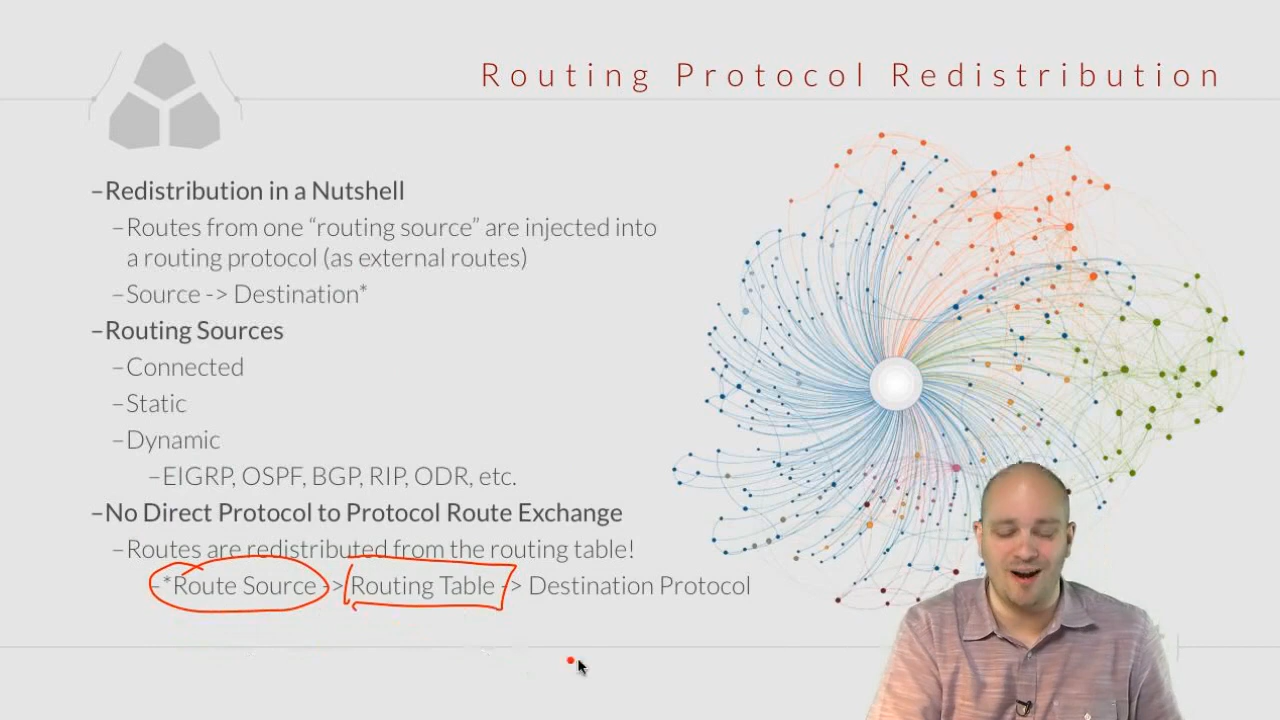 Routing Protocol Redistribution
–Redistribution in a Nutshell
–Routes from one “routing source” are injected into
a routing protocol (as external routes)
–Source -> Destination*
–Routing Sources
–Connected
–Static
–Dynamic
–EIGRP, OSPF, BGP, RIP, ODR, etc.
–No Direct Protocol to Protocol Route Exchange
–Routes are redistributed from the routing table!
–*Route Source -> Routing Table -> Destination Protocol